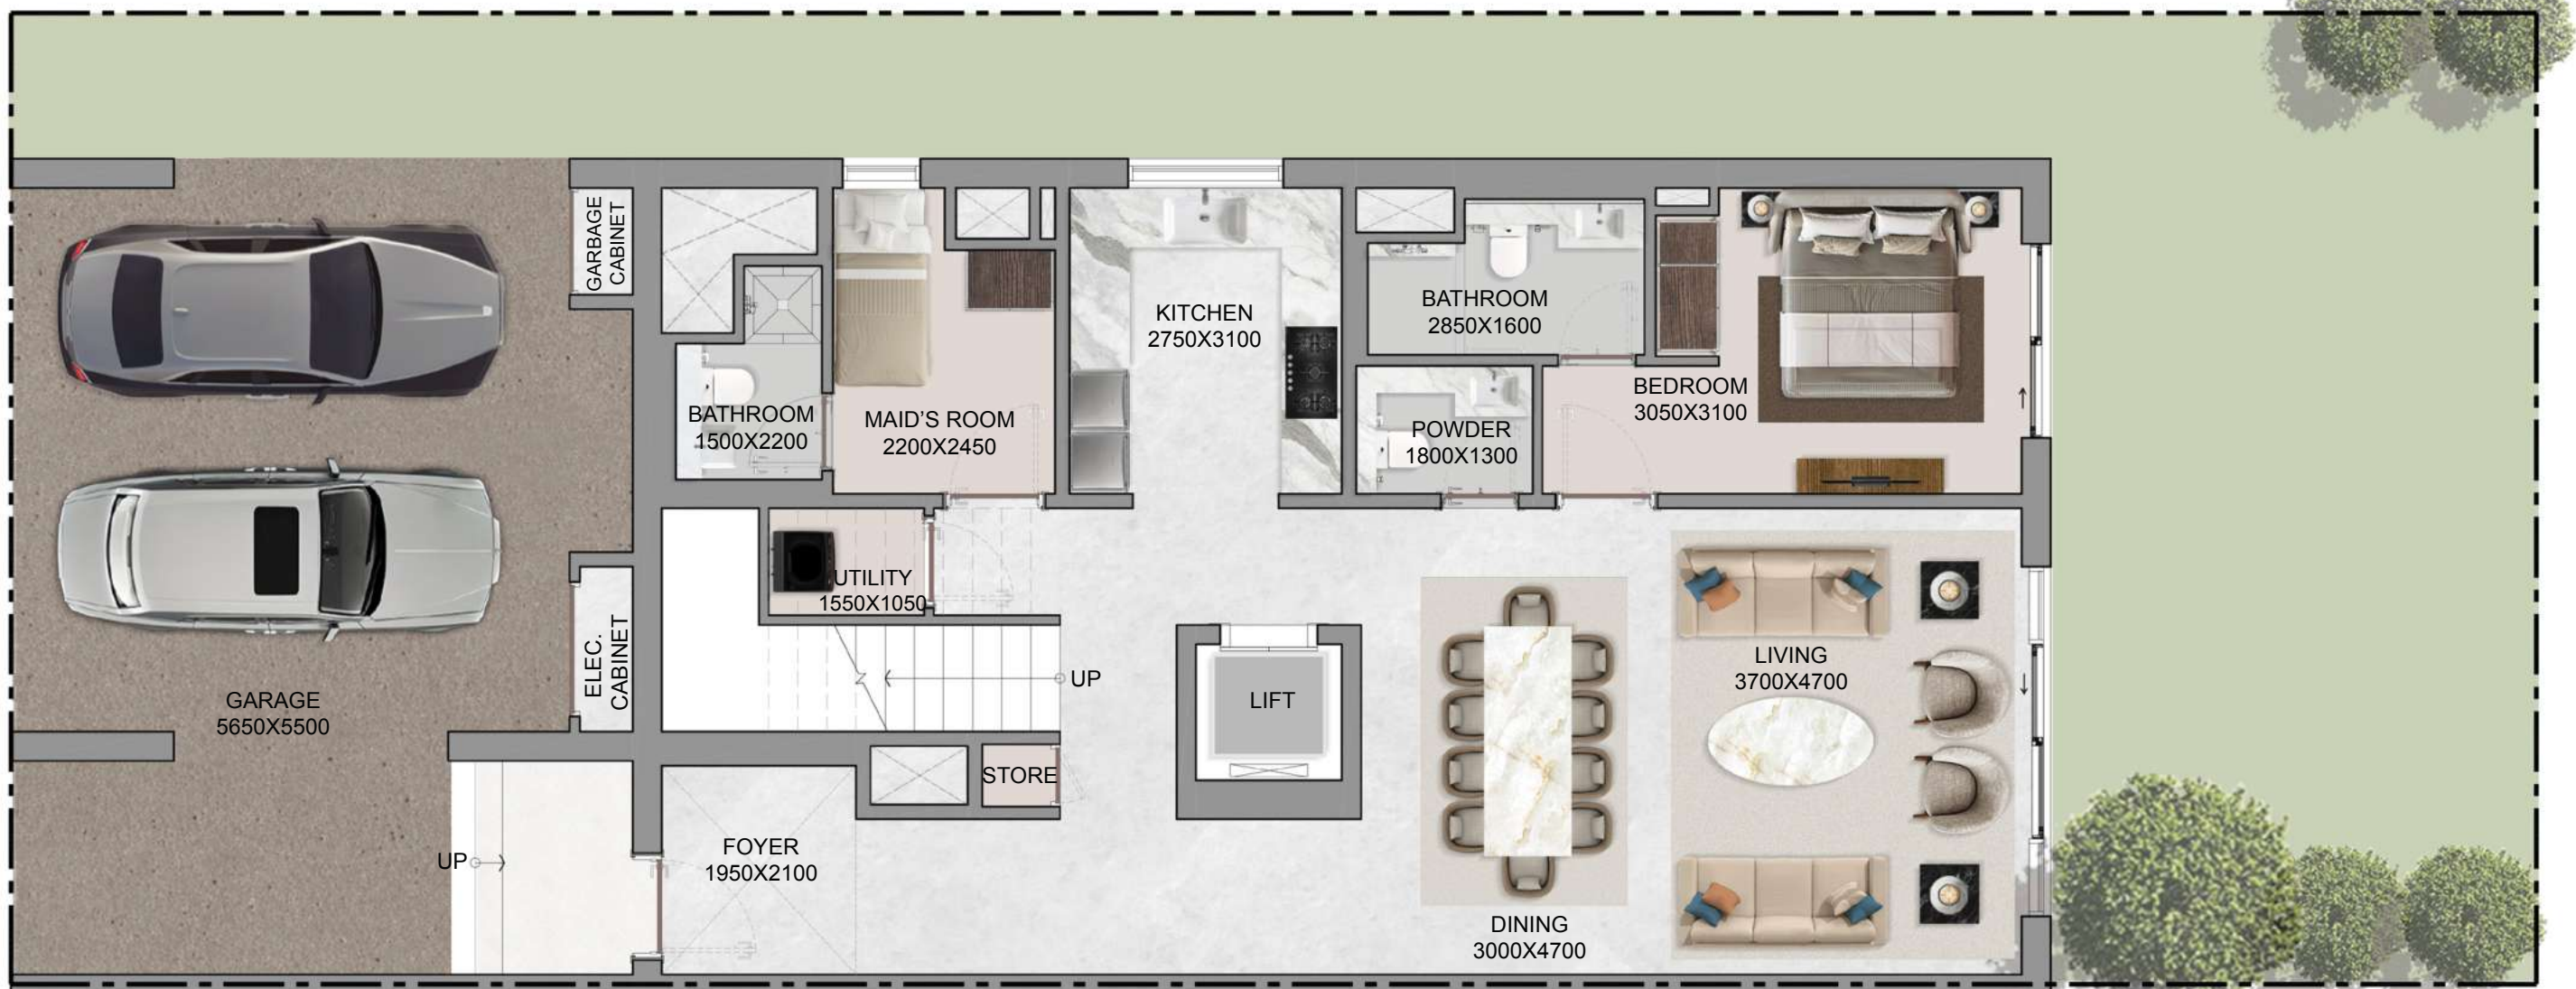 GARBAGE
CABINET
KITCHEN
2750X3100
BATHROOM
2850X1600
BEDROOM
3050X3100
BATHROOM
1500X2200
MAID'S ROOM
2200X2450
POWDER
1800X1300
UTILITY
1550X1050
ELEC.
CABINET
GARAGE
5650X5500
UP
LIFT
LIVING
3700X4700
STORE
UP
FOYER
1950X2100
DINING
3000X4700